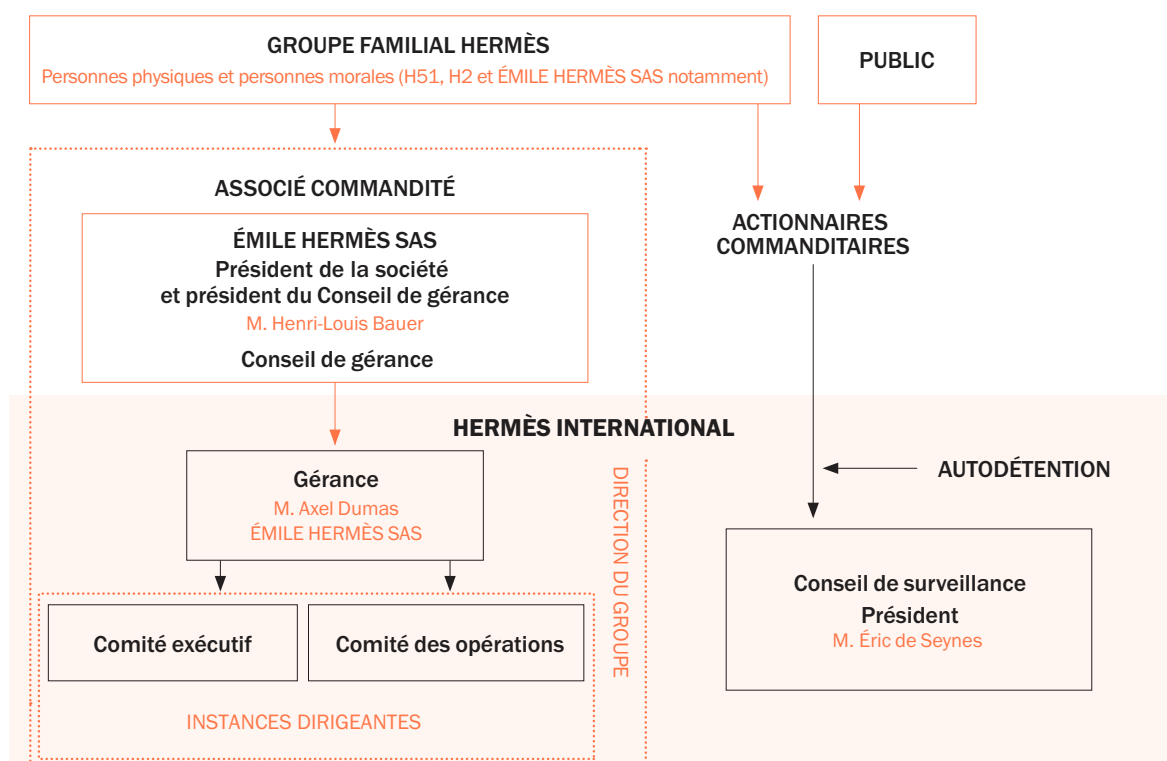 GROUPE FAMILIAL HERMÈS
Personnes physiques et personnes morales (H51, H2 et ÉMILE HERMÈS SAS notamment)
PUBLIC
ASSOCIÉ COMMANDITÉ
ÉMILE HERMÈS SAS
Président de la société
et président du Conseil de gérance
M. Henri-Louis Bauer
Conseil de gérance
ACTIONNAIRES
COMMANDITAIRES
HERMÈS INTERNATIONAL
Gérance
M. Axel Dumas
ÉMILE HERMÈS SAS
DIRECTION DU GROUPE
AUTODÉTENTION
Comité exécutif
Comité des opérations
INSTANCES DIRIGEANTES
Conseil de surveillance
Président
M. Éric de Seynes